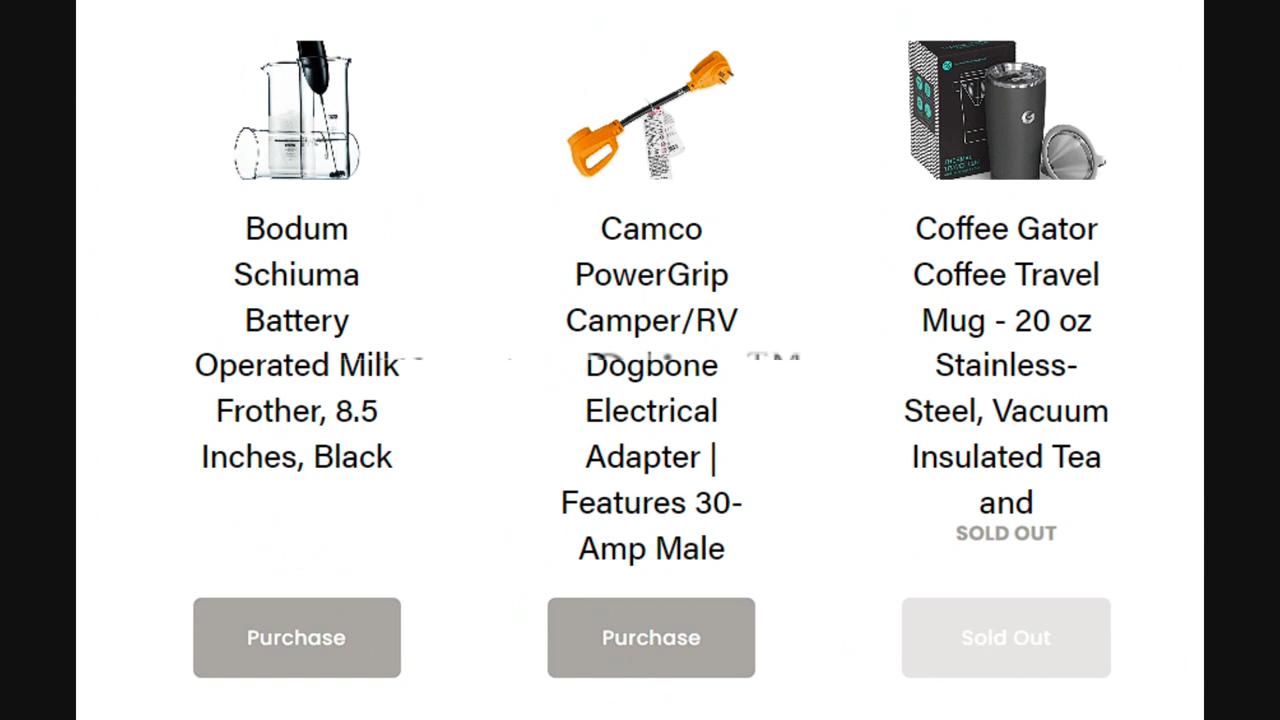 Bodum
Schiuma
Battery
Operated Milk
Frother, 8.5
Inches, Black
Purchase
Camco
PowerGrip
Camper/RV
Dogbone
Electrical
Adapter |
Features 30-
Amp Male
Purchase
Coffee Gator
Coffee Travel
Mug - 20 oz
Stainless-
Steel, Vacuum
Insulated Tea
and
SOLD OUT
Sold Out